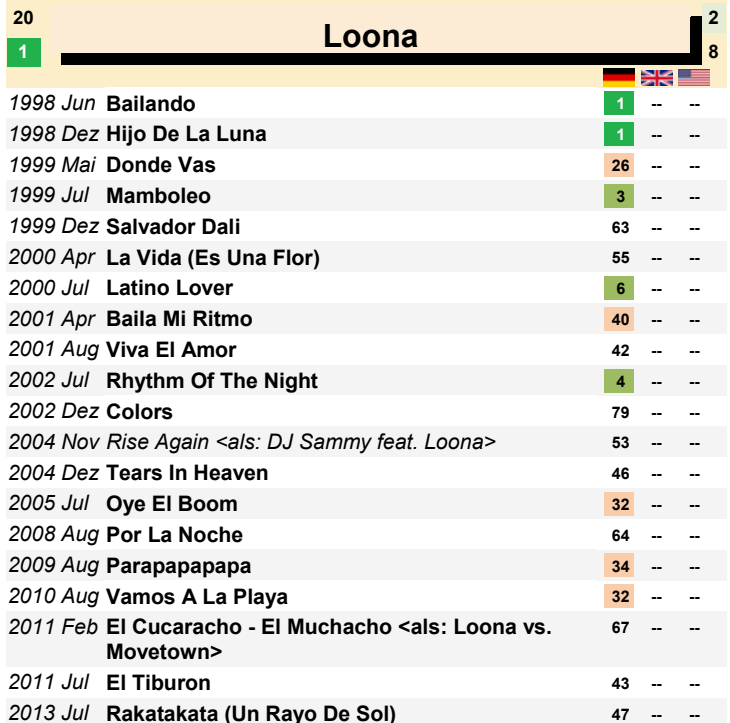 20 Loona 2
1 8
1998 Jun Bailando 1 -- --
1998 Dez Hijo De La Luna 1 -- --
1999 Mai Donde Vas 26 -- --
1999 Jul Mamboleo 3 -- --
1999 Dez Salvador Dali 63 -- --
2000 Apr La Vida (Es Una Flor) 55 -- --
2000 Jul Latino Lover 6 -- --
2001 Apr Baila Mi Ritmo 40 -- --
2001 Aug Viva El Amor 42 -- --
2002 Jul Rhythm Of The Night 4 -- --
2002 Dez Colors 79 -- --
2004 Nov Rise Again <als: DJ Sammy feat. Loona> 53 -- --
2004 Dez Tears In Heaven 46 -- --
2005 Jul Oye El Boom 32 -- --
2008 Aug Por La Noche 64 -- --
2009 Aug Parapapapapa 34 -- --
2010 Aug Vamos A La Playa 32 -- --
2011 Feb El Cucaracho - El Muchacho <als: Loona vs. 67 -- --
Movetown>
2011 Jul El Tiburon 43 -- --
2013 Jul Rakatakata (Un Rayo De Sol) 47 -- --